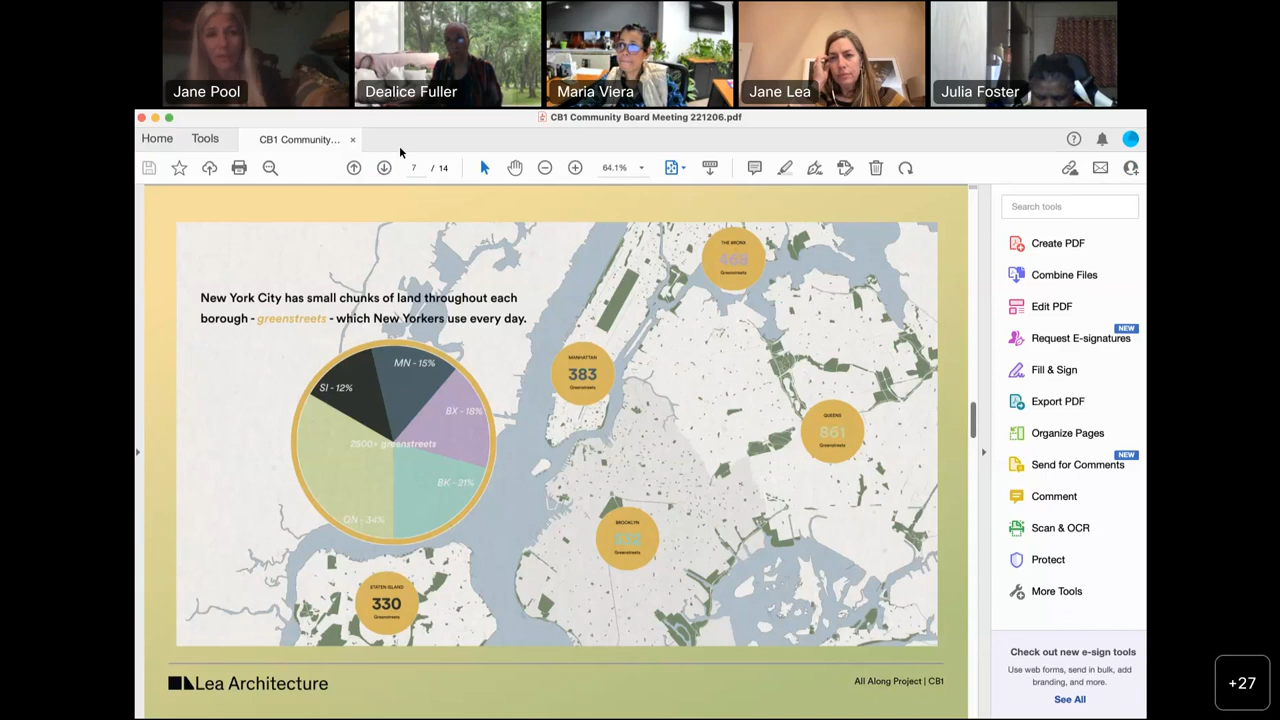 Jane Pool
Dealice Fuller
Maria Viera
Jane Lea
Julia Foster
CB1 Community Board Meeting 221206.pdf
Home
Tools
CB1 Community...
7 / 14
64.1%
Search tools
Create PDF
Combine Files
Edit PDF
NEW
Request E-signatures
Fill & Sign
Export PDF
Organize Pages
NEW
Send for Comments
Comment
Scan & OCR
Protect
More Tools
Check out new e-sign tools
Use web forms, send in bulk, add
branding, and more.
See All
New York City has small chunks of land throughout each
borough - greenstreets - which New Yorkers use every day.
MN - 15%
SI - 12%
BX - 18%
2600+ greenstreets
BK - 21%
QN - 34%
THE BRONX
468
Greenstreets
MANHATTAN
383
Greenstreets
QUEENS
861
Greenstreets
BROOKLYN
Greenstreets
STATEN ISLAND
330
Greenstreets
Lea Architecture
All Along Project | CB1
+27